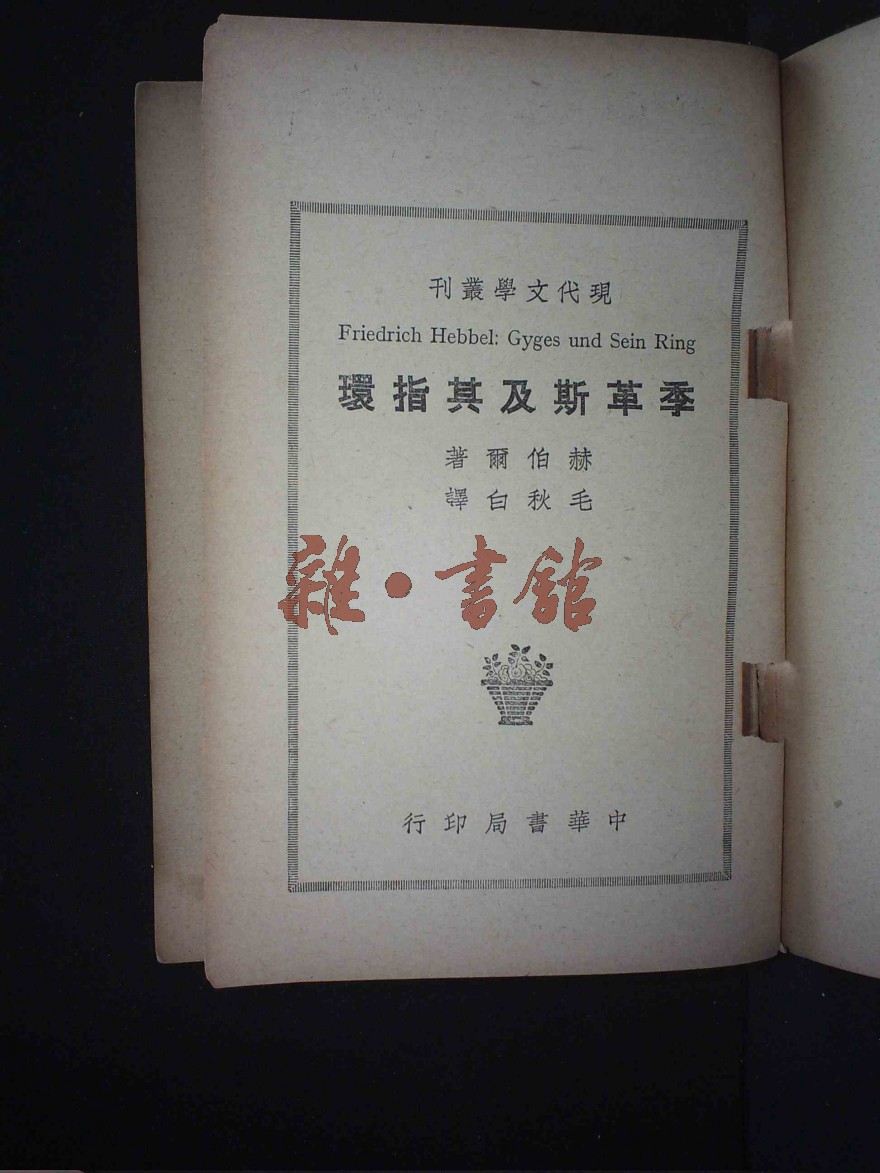 現代文學叢刊
Friedrich Hebbel: Gyges und Sein Ring
季革斯及其指環
赫伯爾著
毛秋白譯
雜·書館
中華書局印行